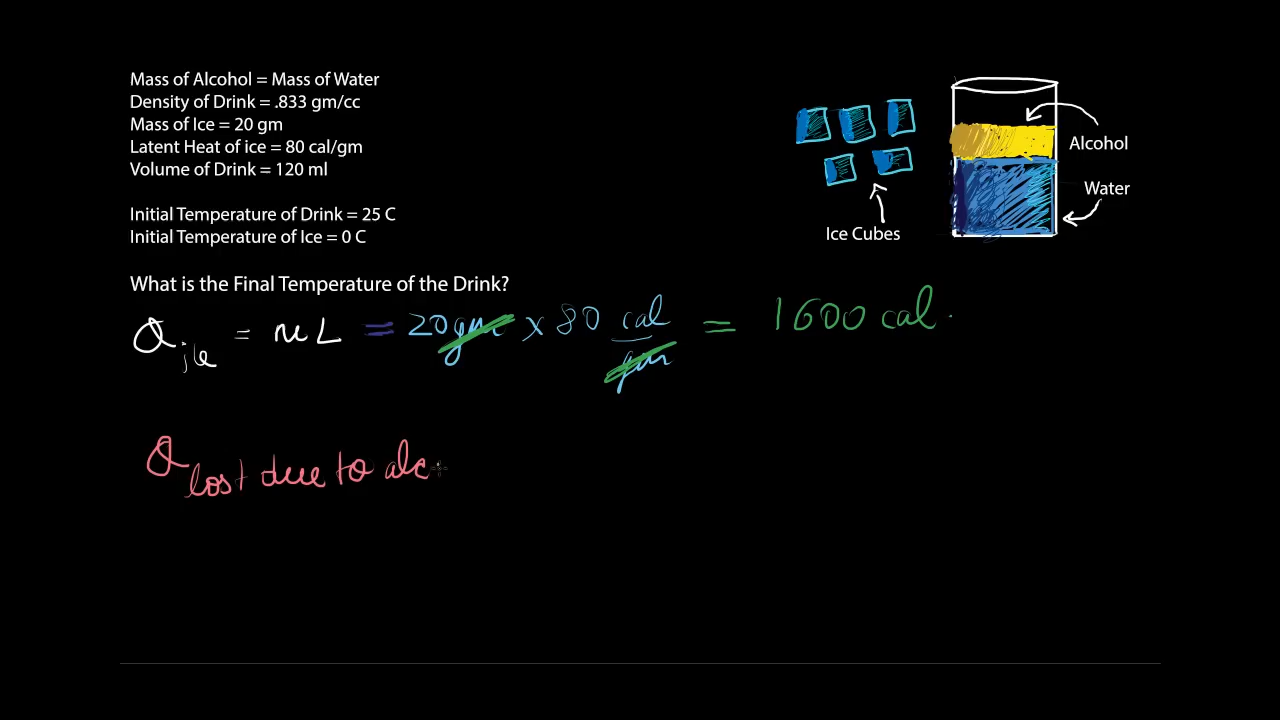 Mass of Alcohol = Mass of Water
Density of Drink = .833 gm/cc
Mass of Ice = 20 gm
Latent Heat of ice = 80 cal/gm
Volume of Drink = 120 ml
Initial Temperature of Drink = 25 C
Initial Temperature of Ice = 0 C
What is the Final Temperature of the Drink?
Alcohol
Water
Ice Cubes
Q ice = mL = 20gm x 80 cal/gm = 1600 cal.
Q lost due to alc